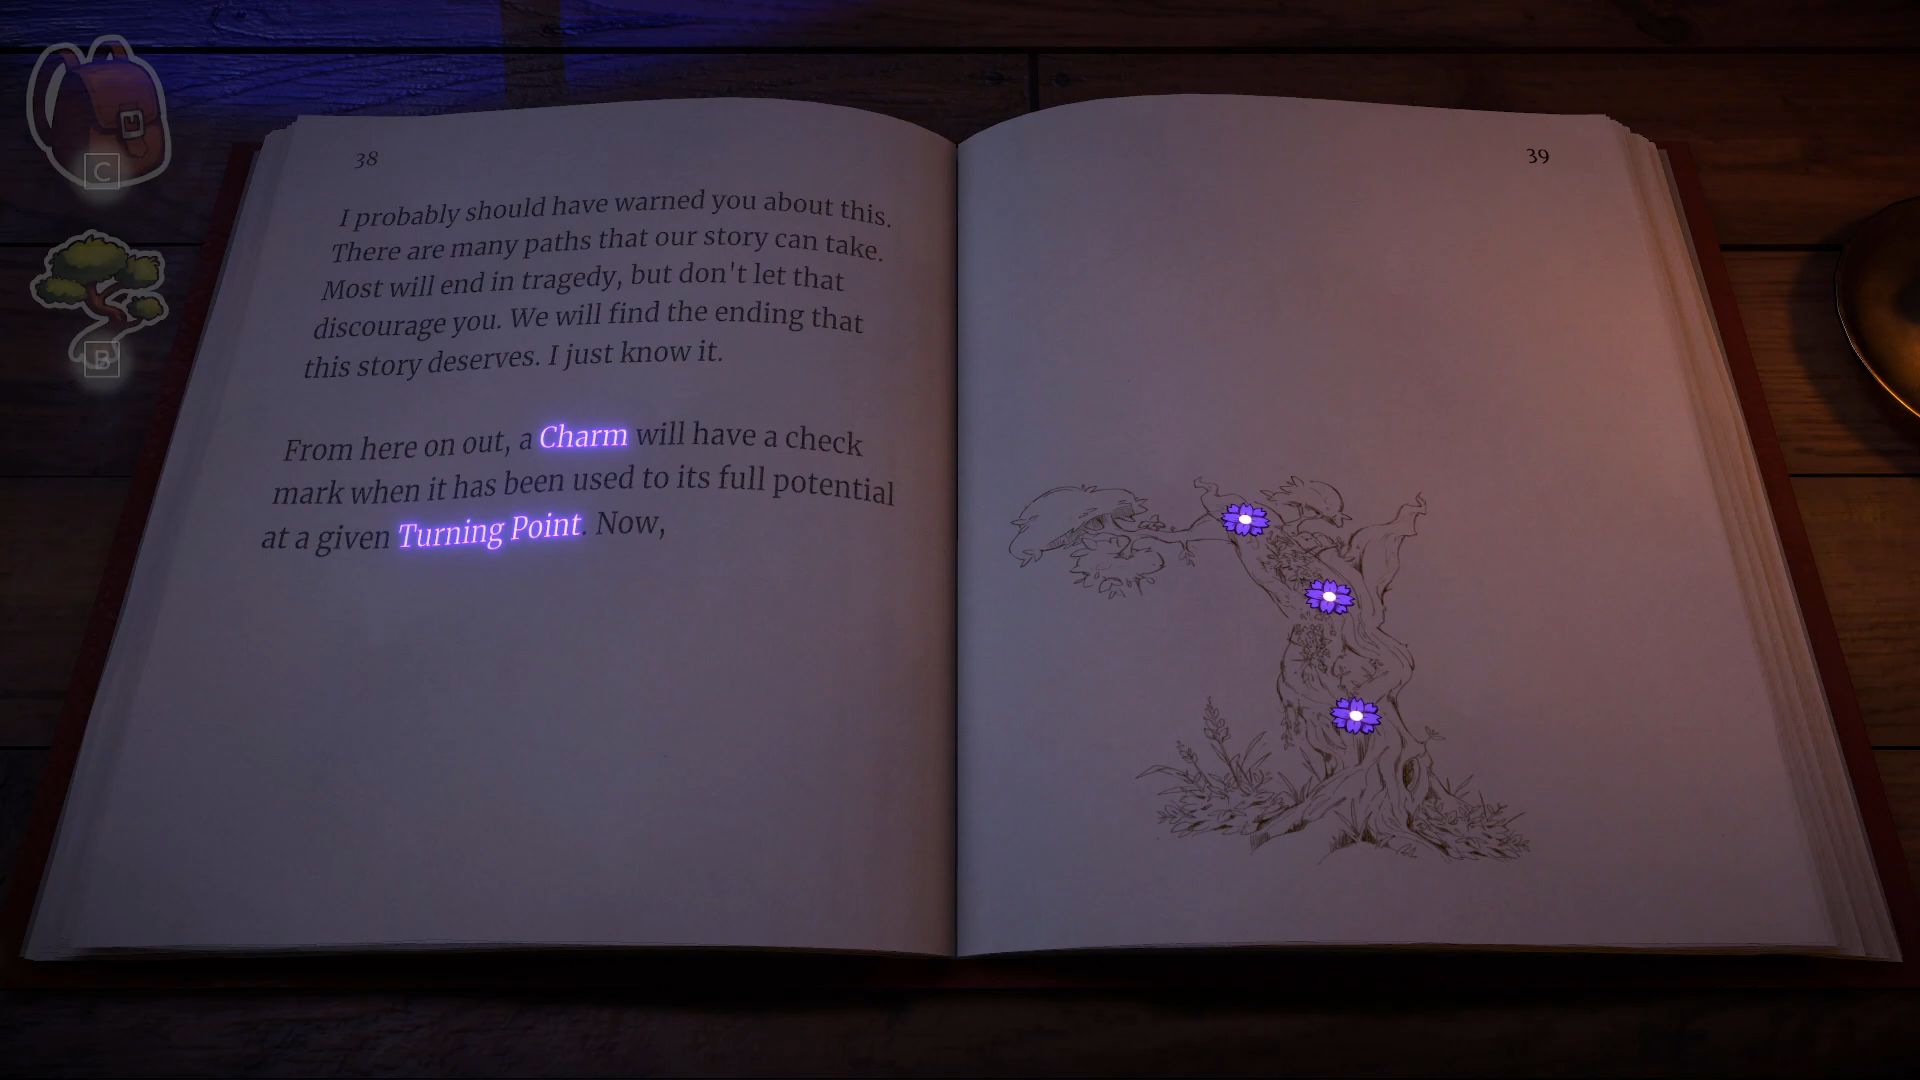 38
I probably should have warned you about this.
There are many paths that our story can take.
Most will end in tragedy, but don't let that
discourage you. We will find the ending that
this story deserves. I just know it.
From here on out, a Charm will have a check
mark when it has been used to its full potential
at a given Turning Point. Now,
39
C
B